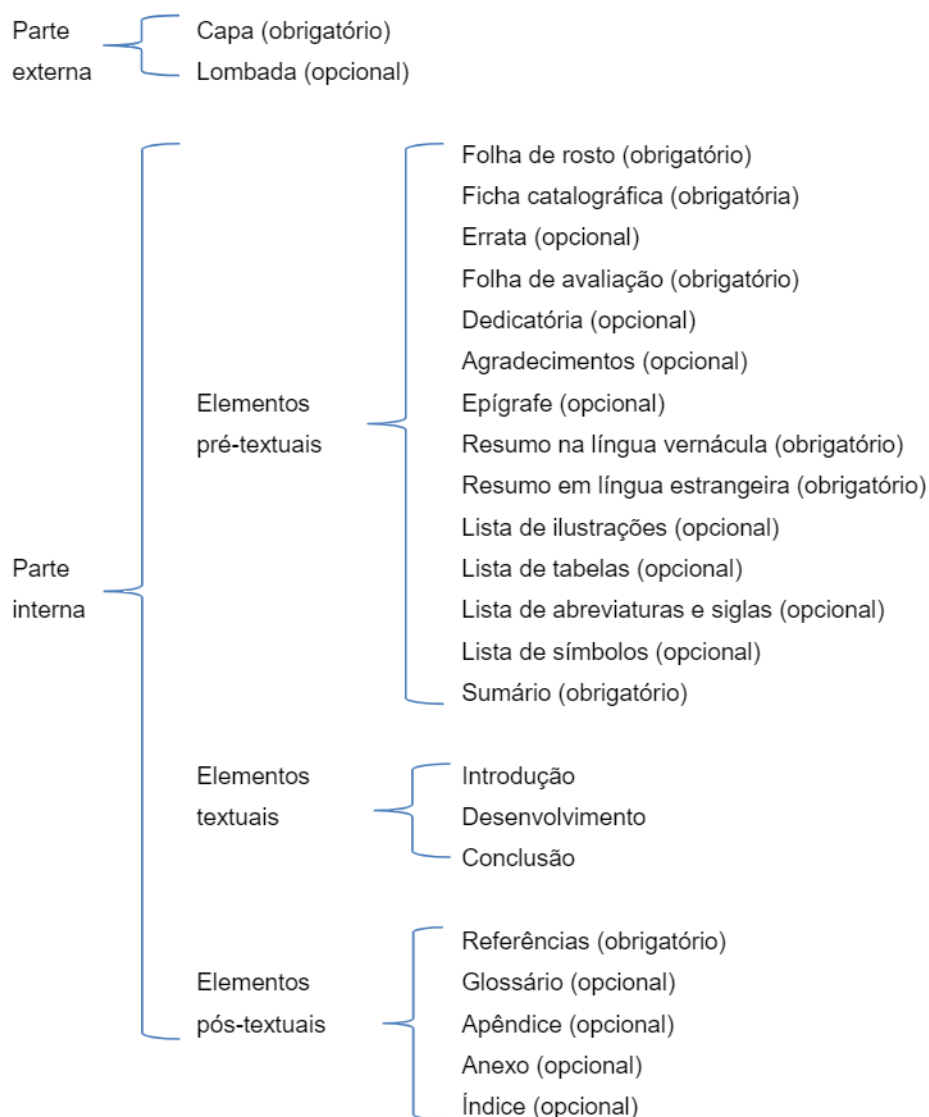 Parte
externa
Capa (obrigatório)
Lombada (opcional)
Parte
interna
Elementos
pré-textuais
Folha de rosto (obrigatório)
Ficha catalográfica (obrigatória)
Errata (opcional)
Folha de avaliação (obrigatório)
Dedicatória (opcional)
Agradecimentos (opcional)
Epígrafe (opcional)
Resumo na língua vernácula (obrigatório)
Resumo em língua estrangeira (obrigatório)
Lista de ilustrações (opcional)
Lista de tabelas (opcional)
Lista de abreviaturas e siglas (opcional)
Lista de símbolos (opcional)
Sumário (obrigatório)
Elementos
textuais
Introdução
Desenvolvimento
Conclusão
Elementos
pós-textuais
Referências (obrigatório)
Glossário (opcional)
Apêndice (opcional)
Anexo (opcional)
Índice (opcional)